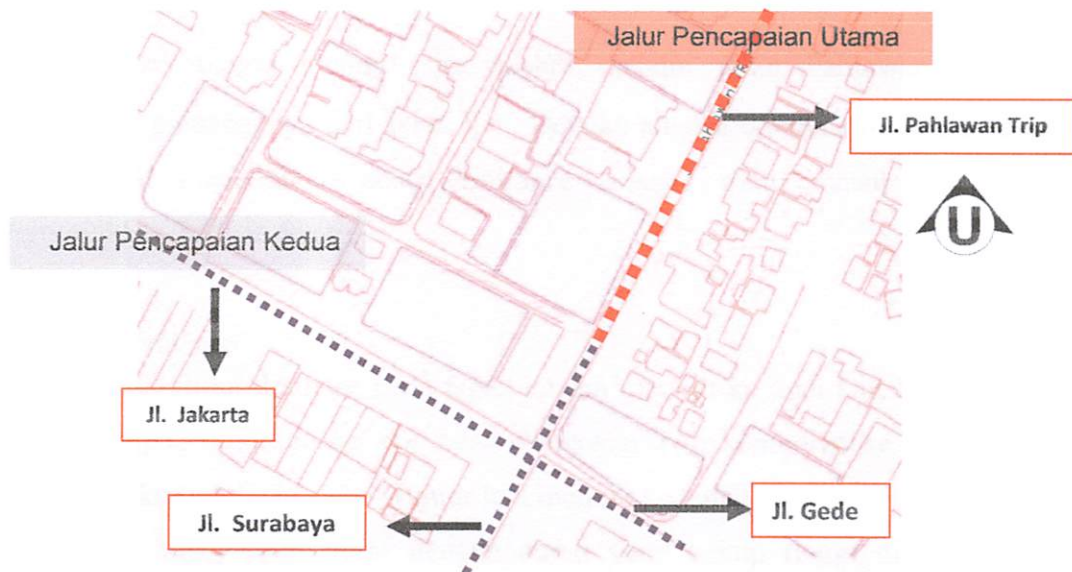 Jalur Pencapaian Utama
Jl. Pahlawan Trip
U
Jalur Pencapaian Kedua
Jl. Jakarta
Jl. Surabaya
Jl. Gede